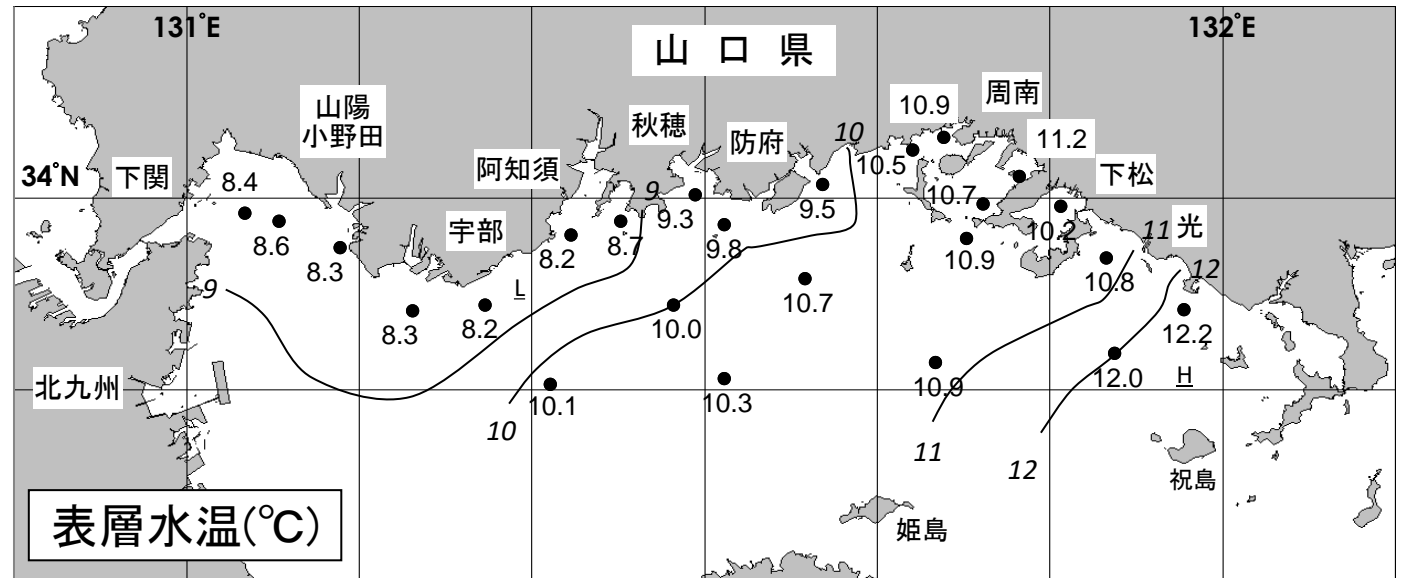 131°E
132°E
山 口 県
山陽
小野田
秋穂
防府
10
10.9
周南
11.2
34°N
下関
8.4
阿知須
9
9.3
9.5
10.5
10.7
下松
8.6
8.3
宇部
8.2
8.7
9.8
10.9
10.2
11
光
9
L
8.3
8.2
10.0
10.7
10.8
12
12.2
北九州
10.1
10.3
10.9
12.0
H
10
11
12
祝島
姫島
表層水温(℃)